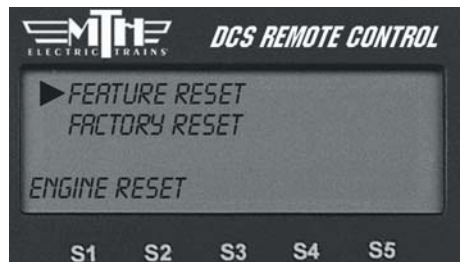 MTH
ELECTRIC TRAINS
DCS REMOTE CONTROL
FEATURE RESET
FACTORY RESET
ENGINE RESET
S1 S2 S3 S4 S5